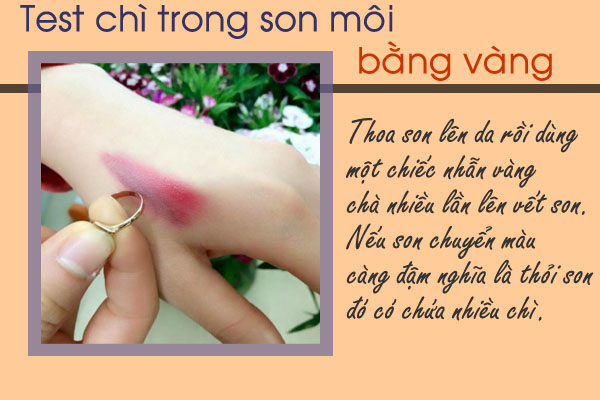 Test chì trong son môi
bằng vàng
Thoa son lên da rồi dùng
một chiếc nhẫn vàng
chà nhiều lần lên vết son.
Nếu son chuyển màu
càng đậm nghĩa là thỏi son
đó có chứa nhiều chì.